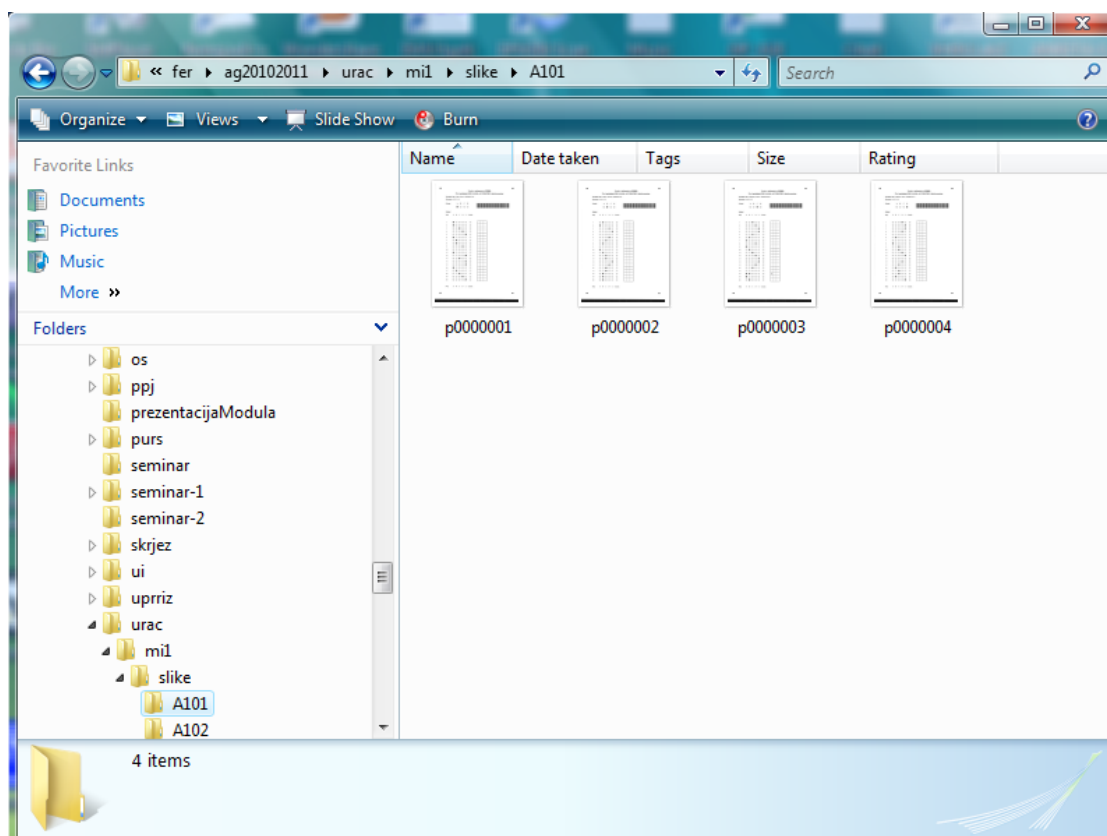 « fer ▸ ag20102011 ▸ urac ▸ mi1 ▸ slike ▸ A101
Search
Organize Views Slide Show Burn
Favorite Links
Documents
Pictures
Music
More »
Folders
os
ppj
prezentacijaModula
purs
seminar
seminar-1
seminar-2
skrjez
ui
uprriz
urac
mi1
slike
A101
A102
Name Date taken Tags Size Rating
p0000001 p0000002 p0000003 p0000004
4 items